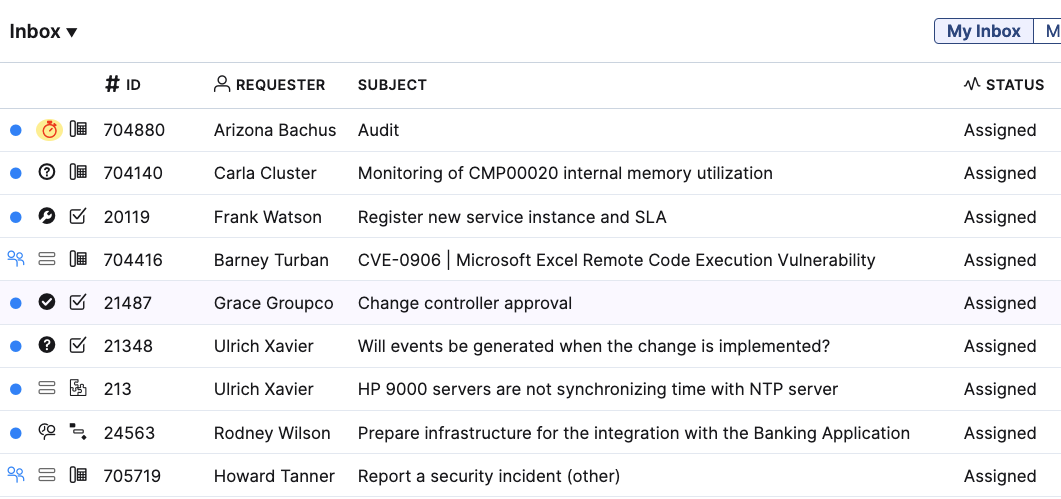 Inbox ▼
My Inbox M
# ID REQUESTER SUBJECT STATUS
704880 Arizona Bachus Audit Assigned
704140 Carla Cluster Monitoring of CMP00020 internal memory utilization Assigned
20119 Frank Watson Register new service instance and SLA Assigned
704416 Barney Turban CVE-0906 | Microsoft Excel Remote Code Execution Vulnerability Assigned
21487 Grace Groupco Change controller approval Assigned
21348 Ulrich Xavier Will events be generated when the change is implemented? Assigned
213 Ulrich Xavier HP 9000 servers are not synchronizing time with NTP server Assigned
24563 Rodney Wilson Prepare infrastructure for the integration with the Banking Application Assigned
705719 Howard Tanner Report a security incident (other) Assigned